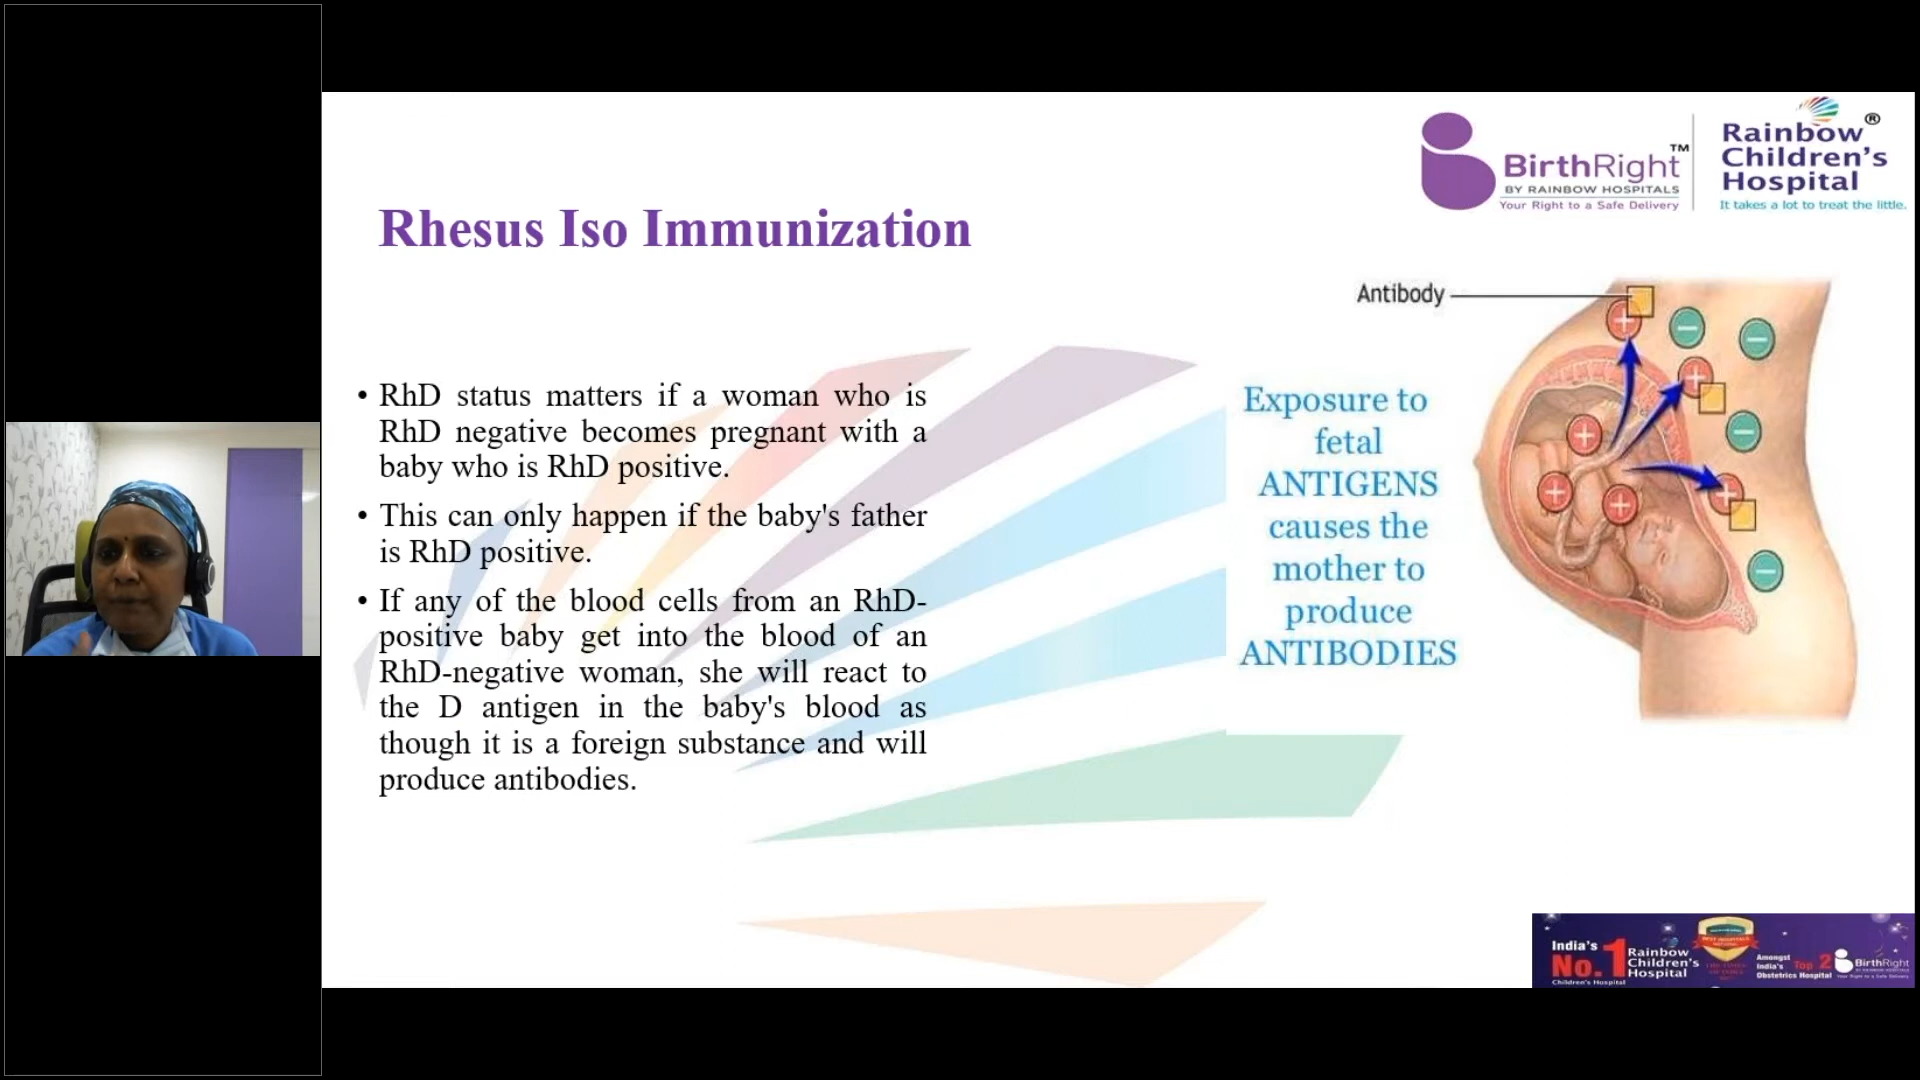 BirthRight™
BY RAINBOW HOSPITALS
Your Right to a Safe Delivery
Rainbow®
Children's
Hospital
It takes a lot to treat the little.
Rhesus Iso Immunization
• RhD status matters if a woman who is
RhD negative becomes pregnant with a
baby who is RhD positive.
• This can only happen if the baby's father
is RhD positive.
• If any of the blood cells from an RhD-
positive baby get into the blood of an
RhD-negative woman, she will react to
the D antigen in the baby's blood as
though it is a foreign substance and will
produce antibodies.
Antibody
Exposure to
fetal
ANTIGENS
causes the
mother to
produce
ANTIBODIES
India's
No. 1
Children's Hospital
Rainbow
Children's
Hospital
Amongst
India's Top 2
Obstetrics Hospital
BirthRight